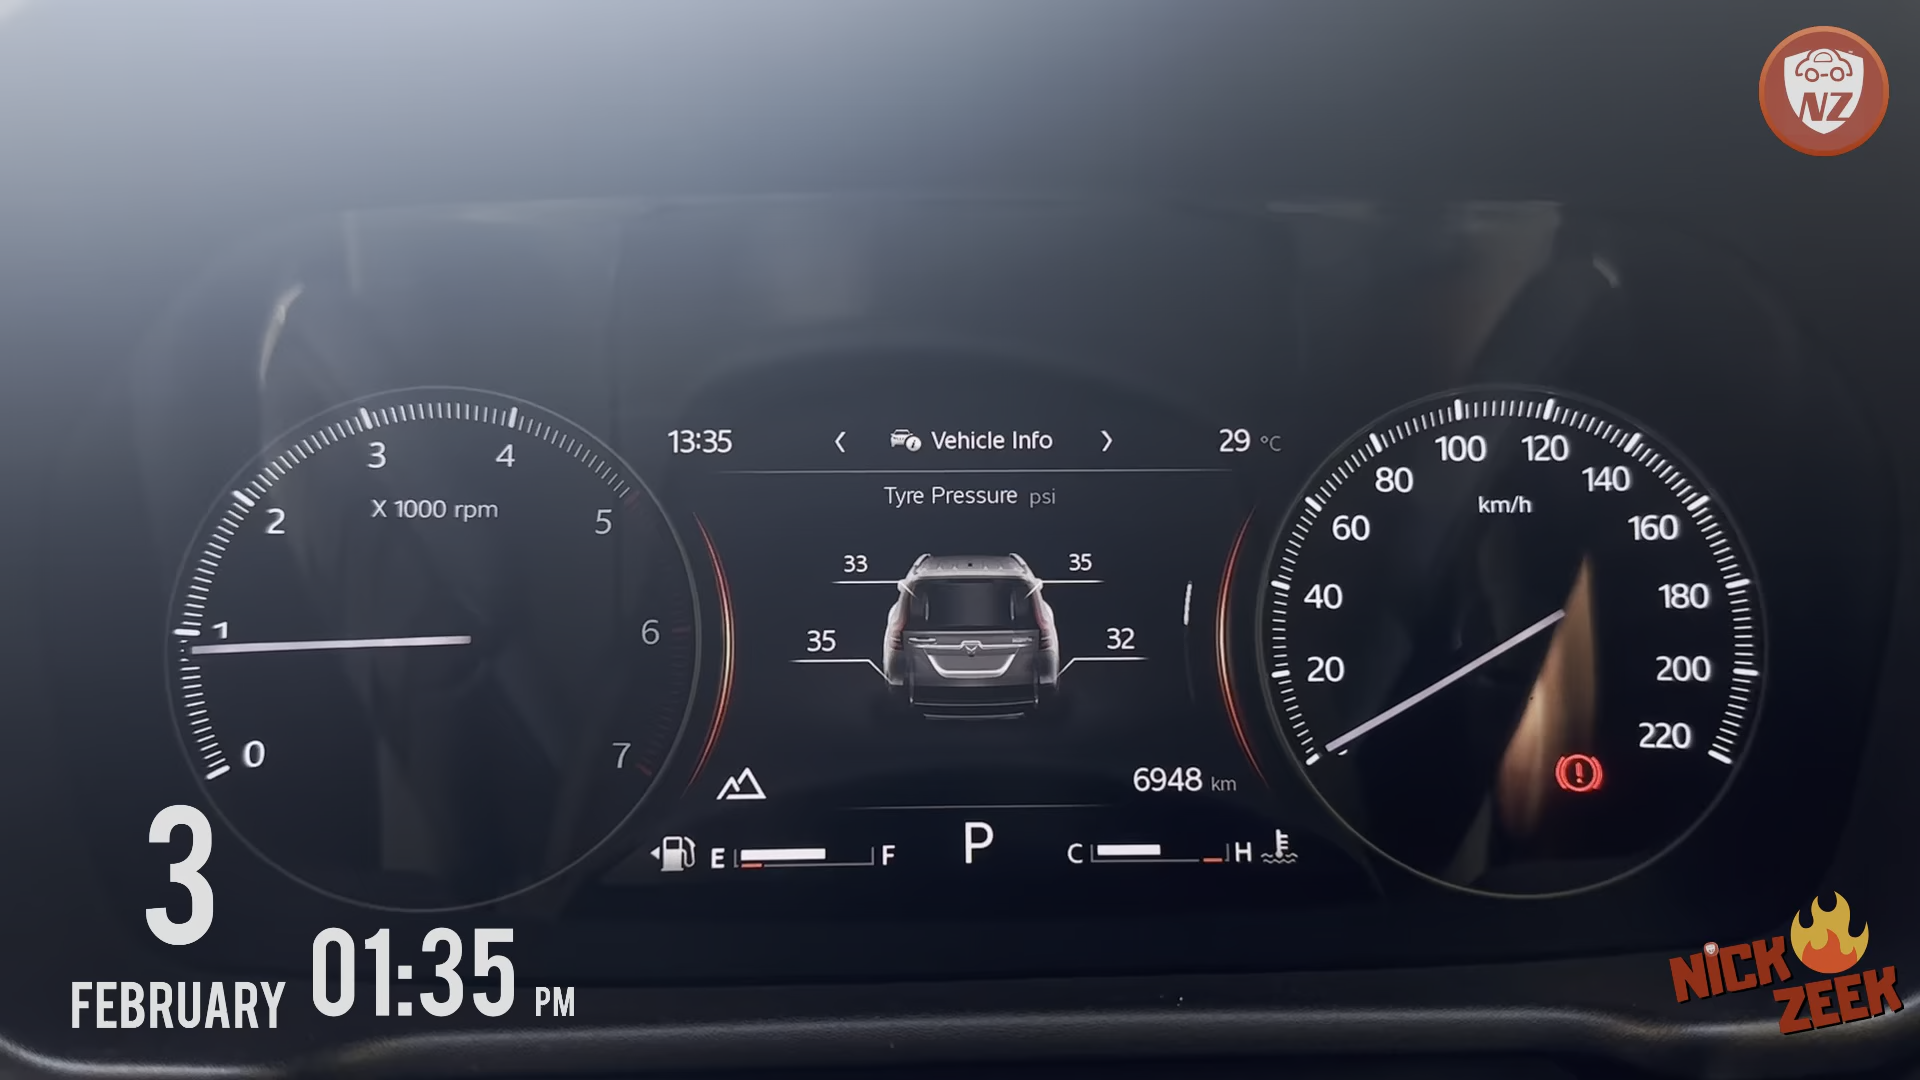 NZ
13:35
Vehicle Info
29 °C
Tyre Pressure psi
33
35
35
32
6948 km
E
F
P
C
H
0
1
2
3
4
5
6
7
X 1000 rpm
20
40
60
80
100
120
140
160
180
200
220
km/h
3
FEBRUARY
01:35 PM
NiCK
ZEEK